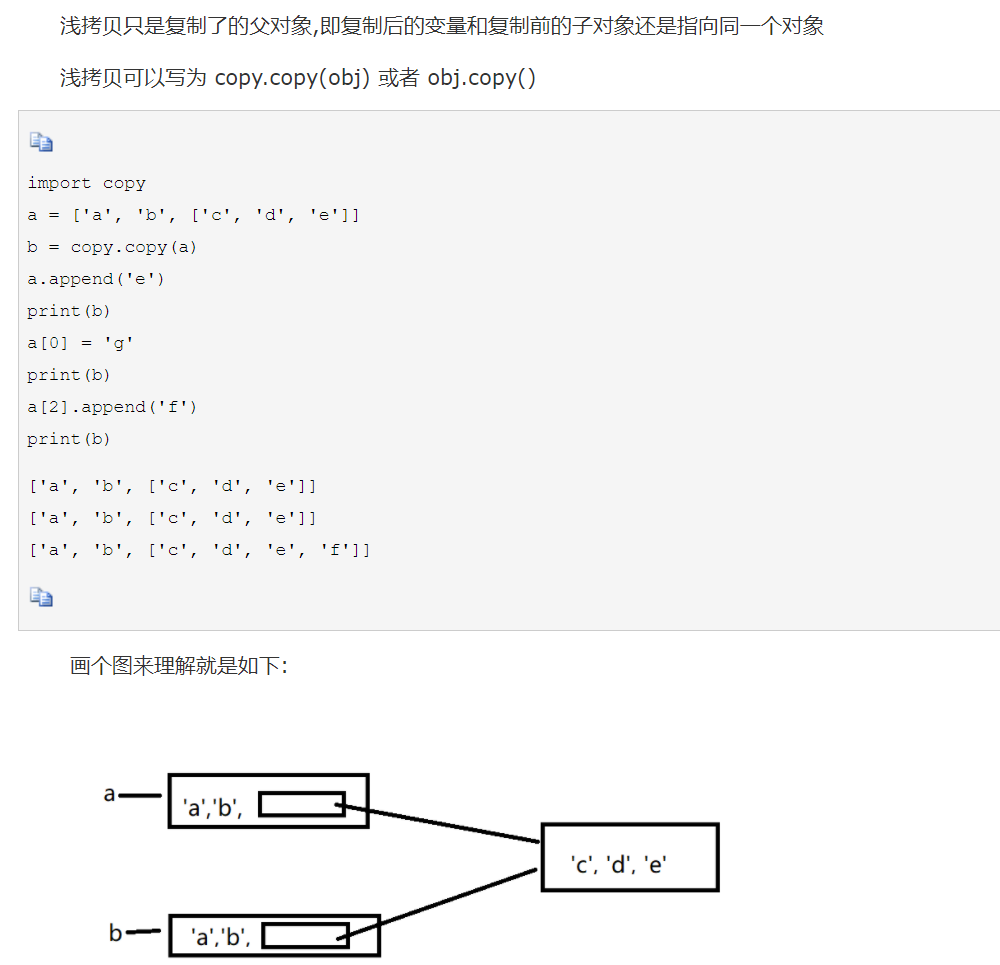 浅拷贝只是复制了的父对象,即复制后的变量和复制前的子对象还是指向同一个对象
浅拷贝可以写为 copy.copy(obj) 或者 obj.copy()
import copy
a = ['a', 'b', ['c', 'd', 'e']]
b = copy.copy(a)
a.append('e')
print(b)
a[0] = 'g'
print(b)
a[2].append('f')
print(b)
['a', 'b', ['c', 'd', 'e']]
['a', 'b', ['c', 'd', 'e']]
['a', 'b', ['c', 'd', 'e', 'f']]
画个图来理解就是如下:
a
'a','b',
'c', 'd', 'e'
b
'a','b',